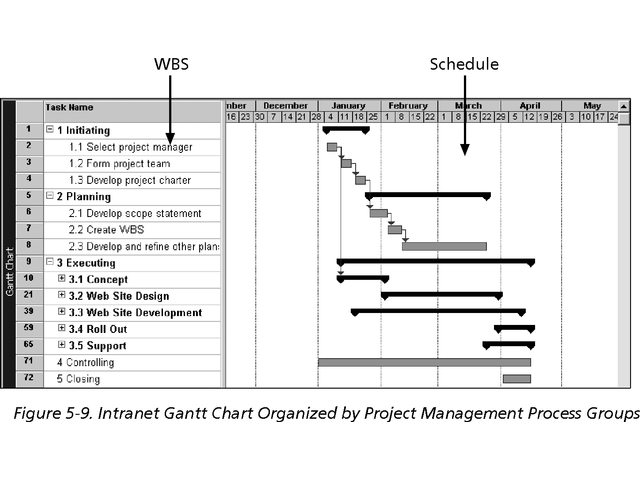 WBS Schedule
Task Name mber December January February March April May
16 23 30 7 14 21 28 4 11 18 25 1 8 15 22 1 8 15 22 29 5 12 19 26 3 10 17 24
1 1 Initiating
2 1.1 Select project manager
3 1.2 Form project team
4 1.3 Develop project charter
5 2 Planning
6 2.1 Develop scope statement
7 2.2 Create WBS
8 2.3 Develop and refine other plans
9 3 Executing
10 3.1 Concept
21 3.2 Web Site Design
39 3.3 Web Site Development
59 3.4 Roll Out
65 3.5 Support
71 4 Controlling
72 5 Closing
Gantt Chart
Figure 5-9. Intranet Gantt Chart Organized by Project Management Process Groups